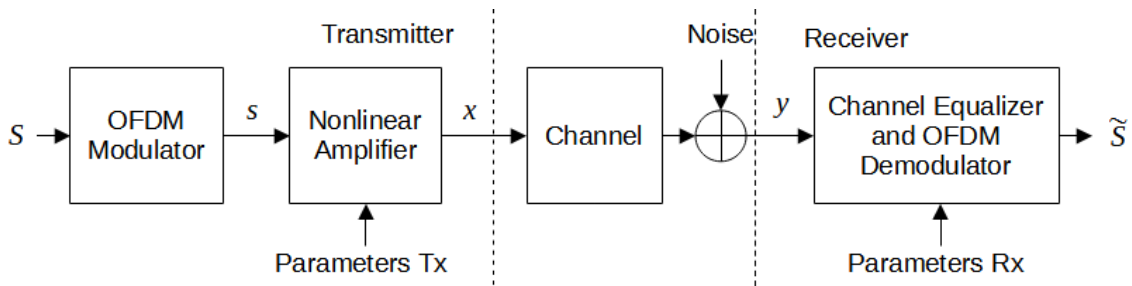 Transmitter
Noise
Receiver
S
OFDM
Modulator
s
Nonlinear
Amplifier
x
Channel
y
Channel Equalizer
and OFDM
Demodulator
S̃
Parameters Tx
Parameters Rx